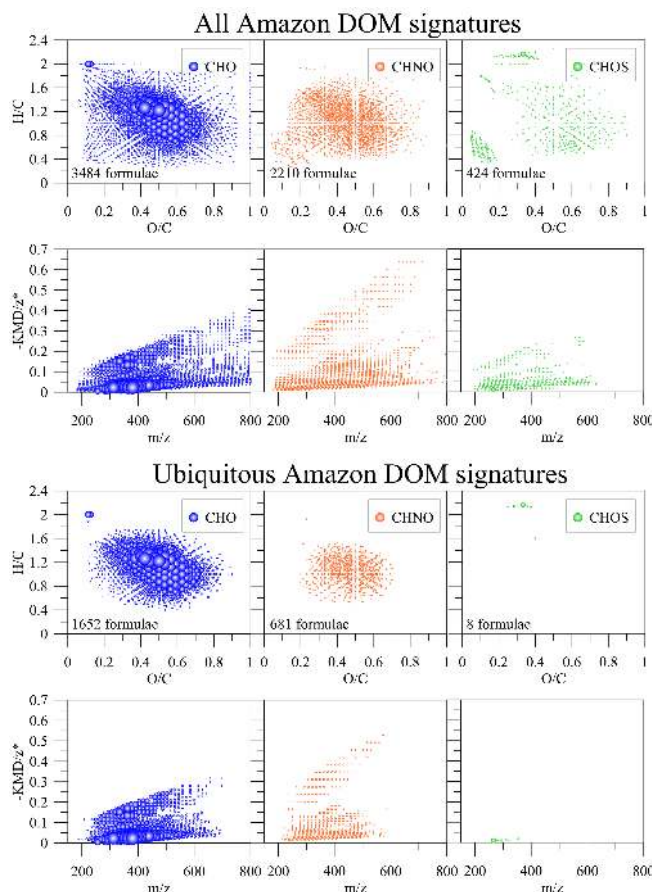 All Amazon DOM signatures
2.4
2
1.6
1.2
0.8
0.4
0
H/C
CHO
CHNO
CHOS
3484 formulae
2210 formulae
424 formulae
0 0.2 0.4 0.6 0.8 0 0.2 0.4 0.6 0.8 0 0.2 0.4 0.6 0.8 1
O/C O/C O/C
0.7
0.6
0.5
0.4
0.3
0.2
0.1
0
-KMD/z*
200 400 600 800 200 400 600 800 200 400 600 800
m/z m/z m/z
Ubiquitous Amazon DOM signatures
2.4
2
1.6
1.2
0.8
0.4
0
H/C
CHO
CHNO
CHOS
1652 formulae
681 formulae
8 formulae
0 0.2 0.4 0.6 0.8 0 0.2 0.4 0.6 0.8 0 0.2 0.4 0.6 0.8 1
O/C O/C O/C
0.7
0.6
0.5
0.4
0.3
0.2
0.1
0
-KMD/z*
200 400 600 800 200 400 600 800 200 400 600 800
m/z m/z m/z